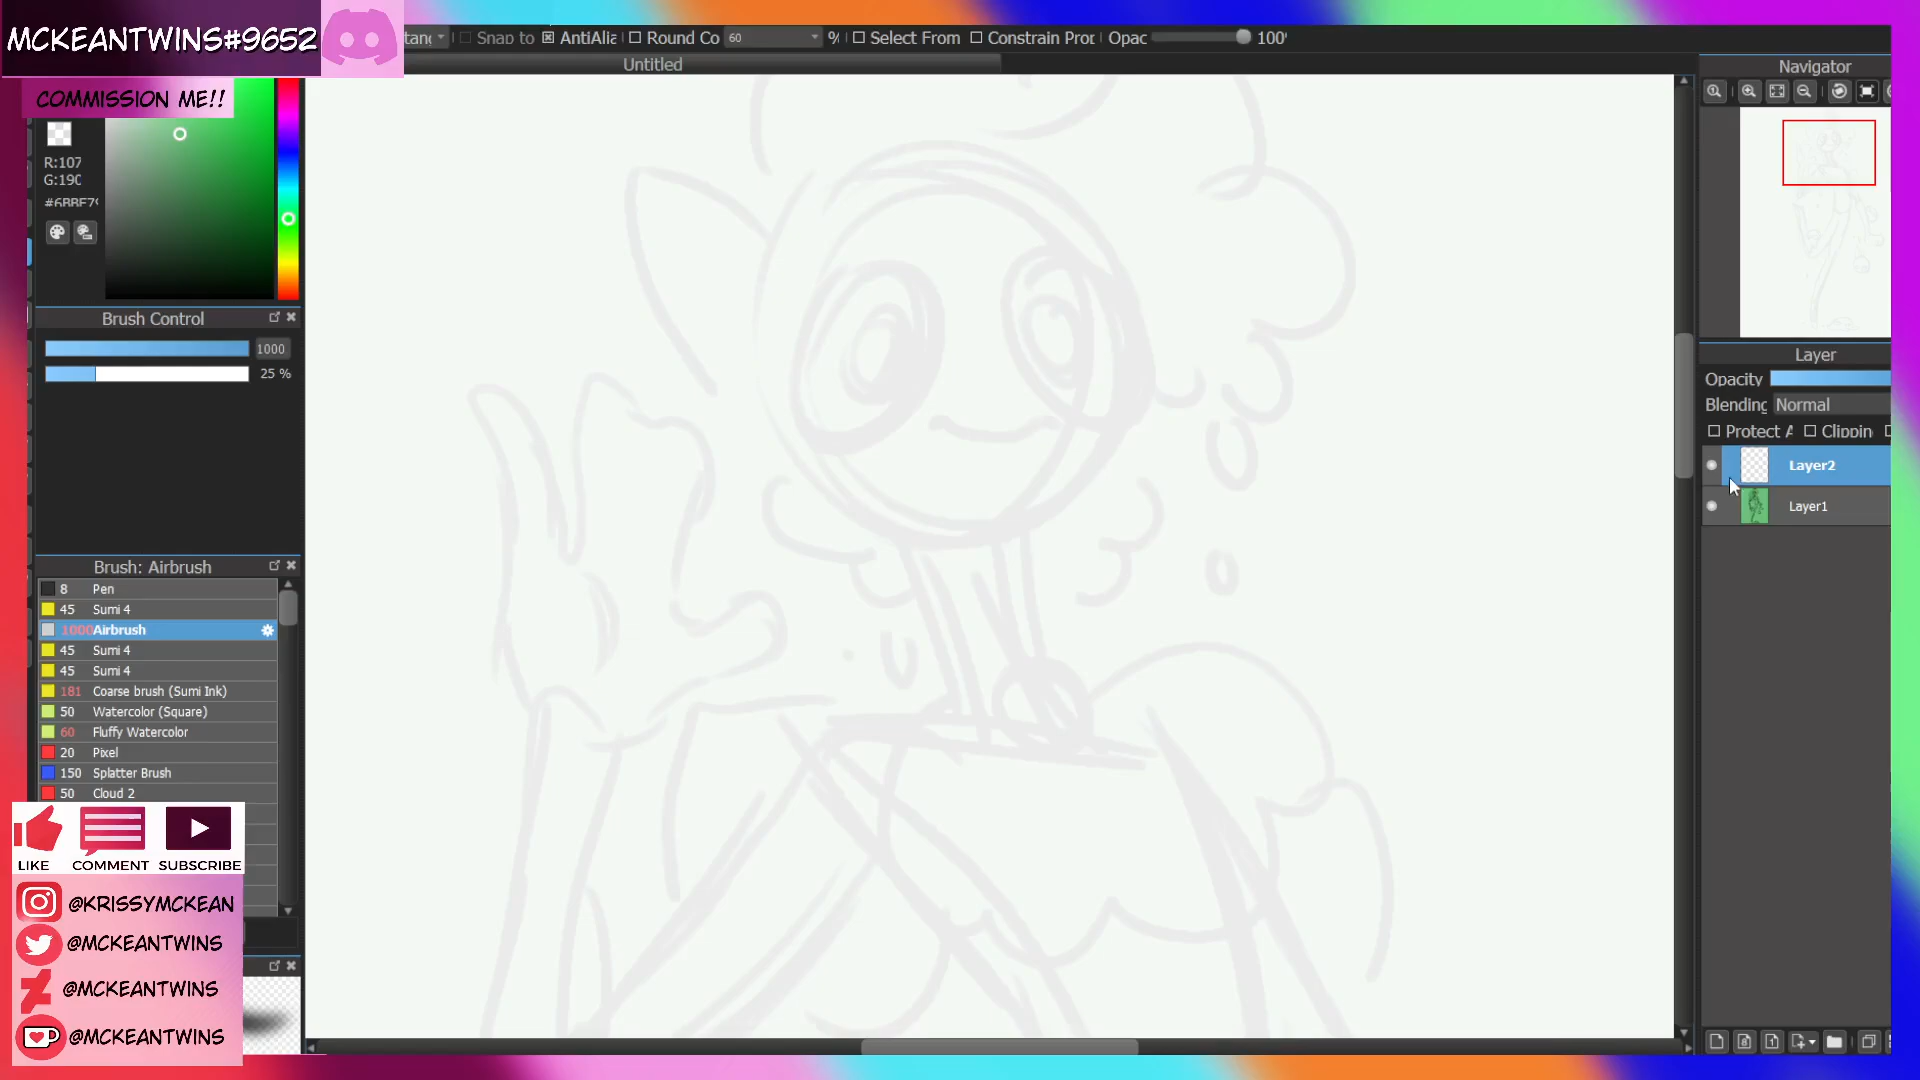 MCKEANTWINS#9652
COMMISSION ME!!
Snap to
AntiAlia
Round Co
60
%
Select From
Constrain Pro
Opac
100
Untitled
Navigator
R:107
G:190
Brush Control
1000
25 %
Layer
Opacity
Blending
Normal
Protect A
Clippin
Layer2
Layer1
Brush: Airbrush
8 Pen
45 Sumi 4
1000 Airbrush
45 Sumi 4
45 Sumi 4
181 Coarse brush (Sumi Ink)
50 Watercolor (Square)
60 Fluffy Watercolor
20 Pixel
150 Splatter Brush
50 Cloud 2
LIKE COMMENT SUBSCRIBE
@KRISSYMCKEAN
@MCKEANTWINS
@MCKEANTWINS
@MCKEANTWINS